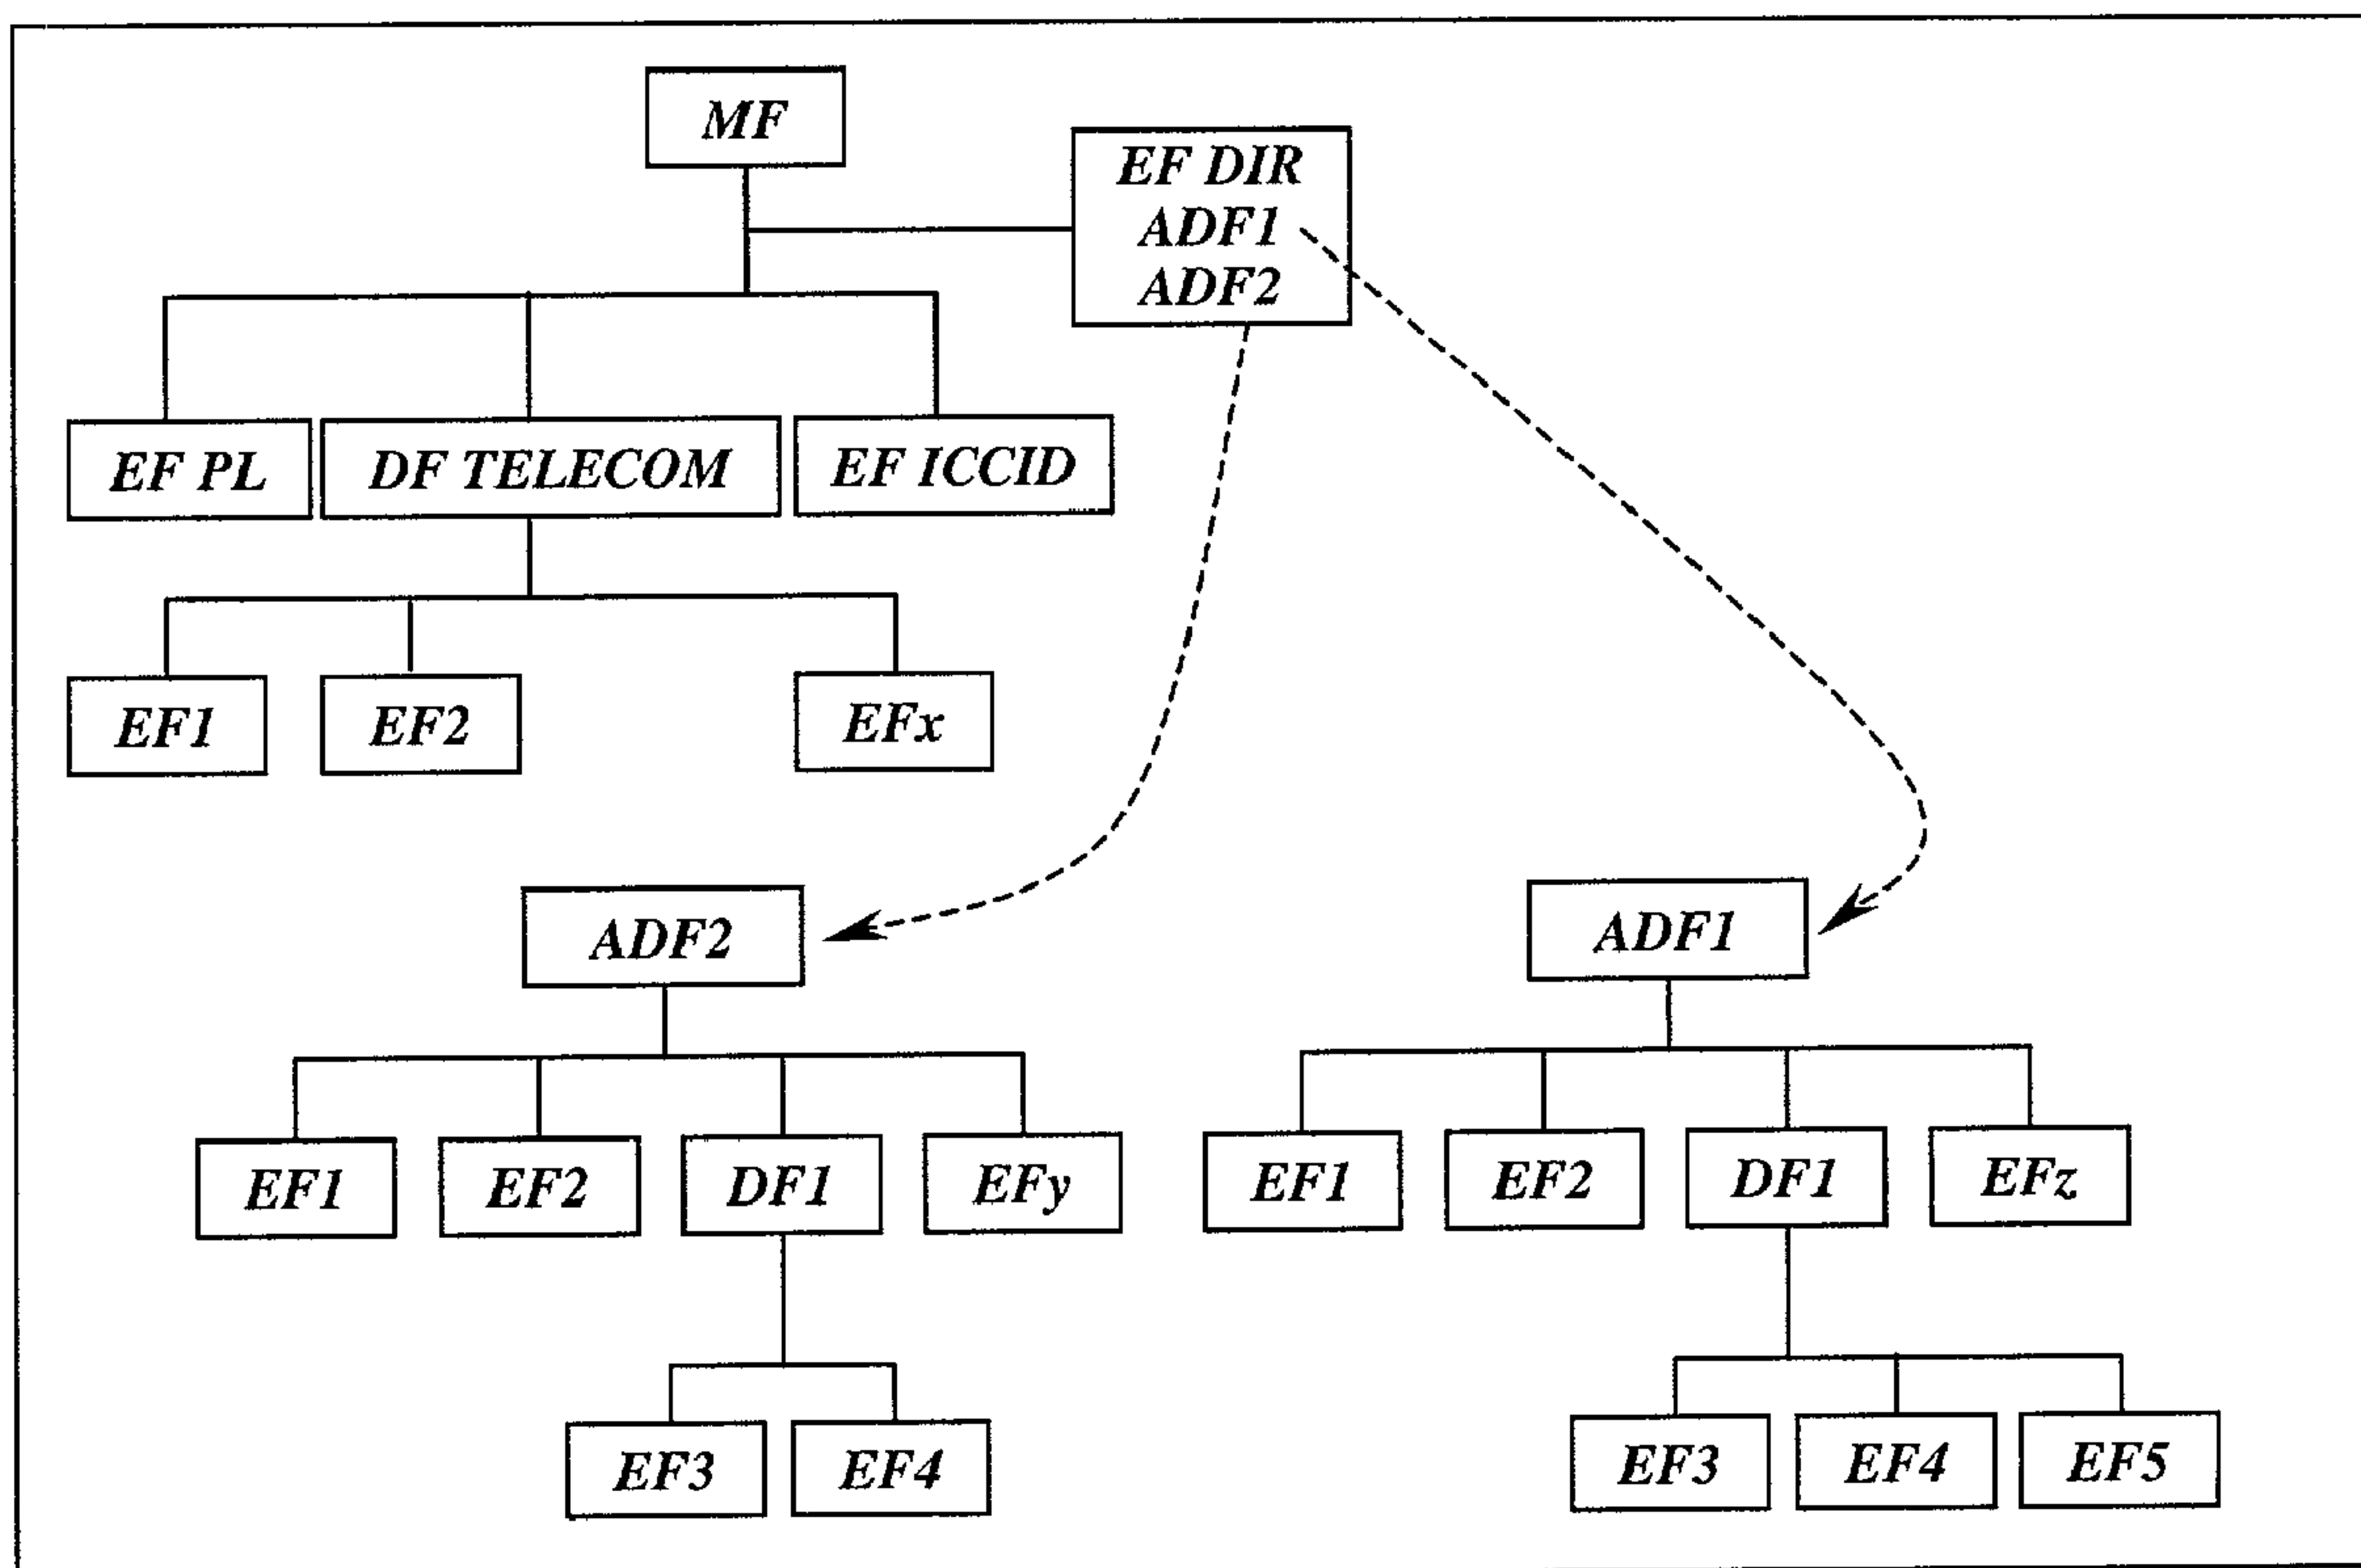 MF
EF DIR
ADF1
ADF2
EF PL
DF TELECOM
EF ICCID
EF1
EF2
EFx
ADF2
ADF1
EF1
EF2
DF1
EFy
EF1
EF2
DF1
EFz
EF3
EF4
EF3
EF4
EF5